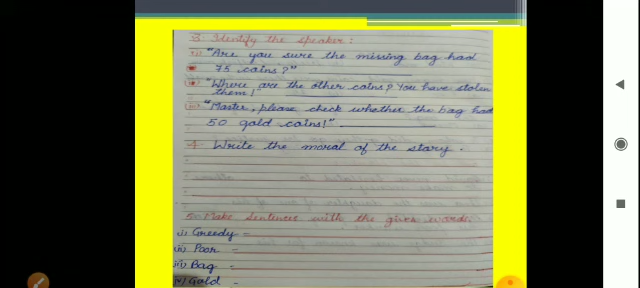 3. Identify the speaker:
(i) "Are you sure the missing bag had
75 coins?"
(ii) "Where are the other coins? You have stolen
them!"
(iii) "Master, please check whether the bag had
50 gold coins!"
4. Write the moral of the story.
5. Make sentences with the given words.
(i) Greedy -
(ii) Poor -
(iii) Bag -
(iv) Gold -